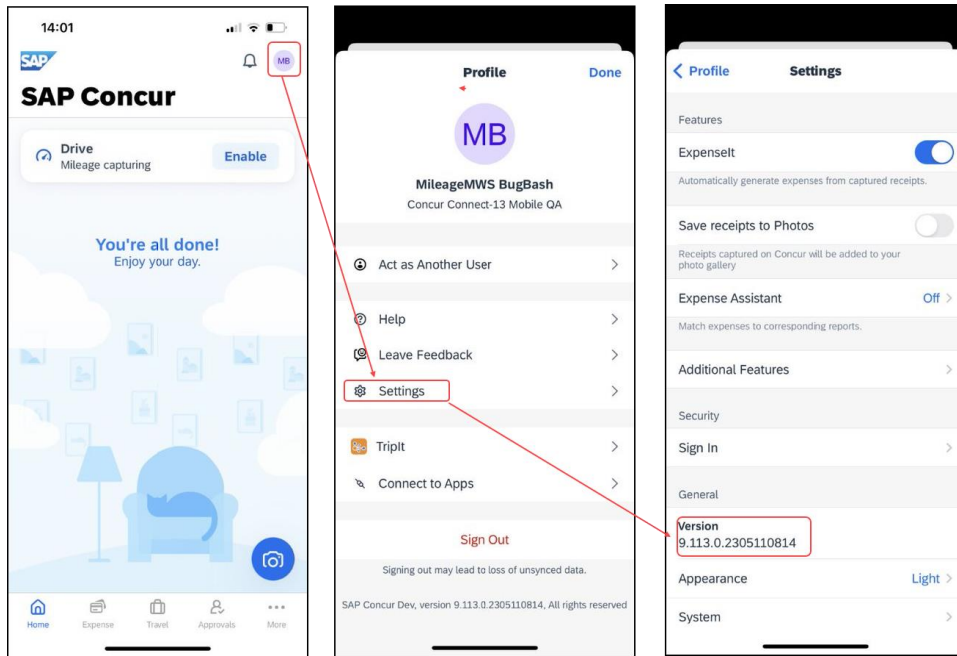 14:01
SAP
MB
SAP Concur
Drive
Mileage capturing
Enable
You're all done!
Enjoy your day.
Home
Expense
Travel
Approvals
More
Profile
Done
MB
MileageMWS BugBash
Concur Connect-13 Mobile QA
Act as Another User
Help
Leave Feedback
Settings
TripIt
Connect to Apps
Sign Out
Signing out may lead to loss of unsynced data.
SAP Concur Dev, version 9.113.0.2305110814, All rights reserved
Profile
Settings
Features
ExpenseIt
Automatically generate expenses from captured receipts.
Save receipts to Photos
Receipts captured on Concur will be added to your
photo gallery
Expense Assistant
Off
Match expenses to corresponding reports.
Additional Features
Security
Sign In
General
Version
9.113.0.2305110814
Appearance
Light
System